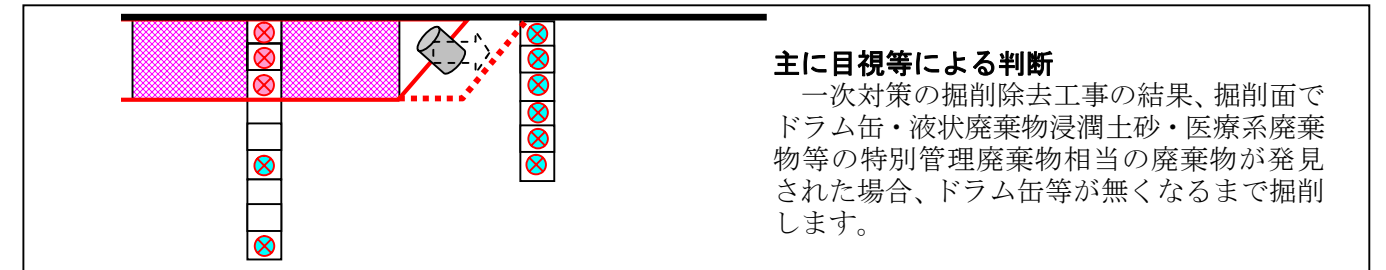 主に目視等による判断
　一次対策の掘削除去工事の結果、掘削面で
ドラム缶・液状廃棄物浸潤土砂・医療系廃棄
物等の特別管理廃棄物相当の廃棄物が発見
された場合、ドラム缶等が無くなるまで掘削
します。